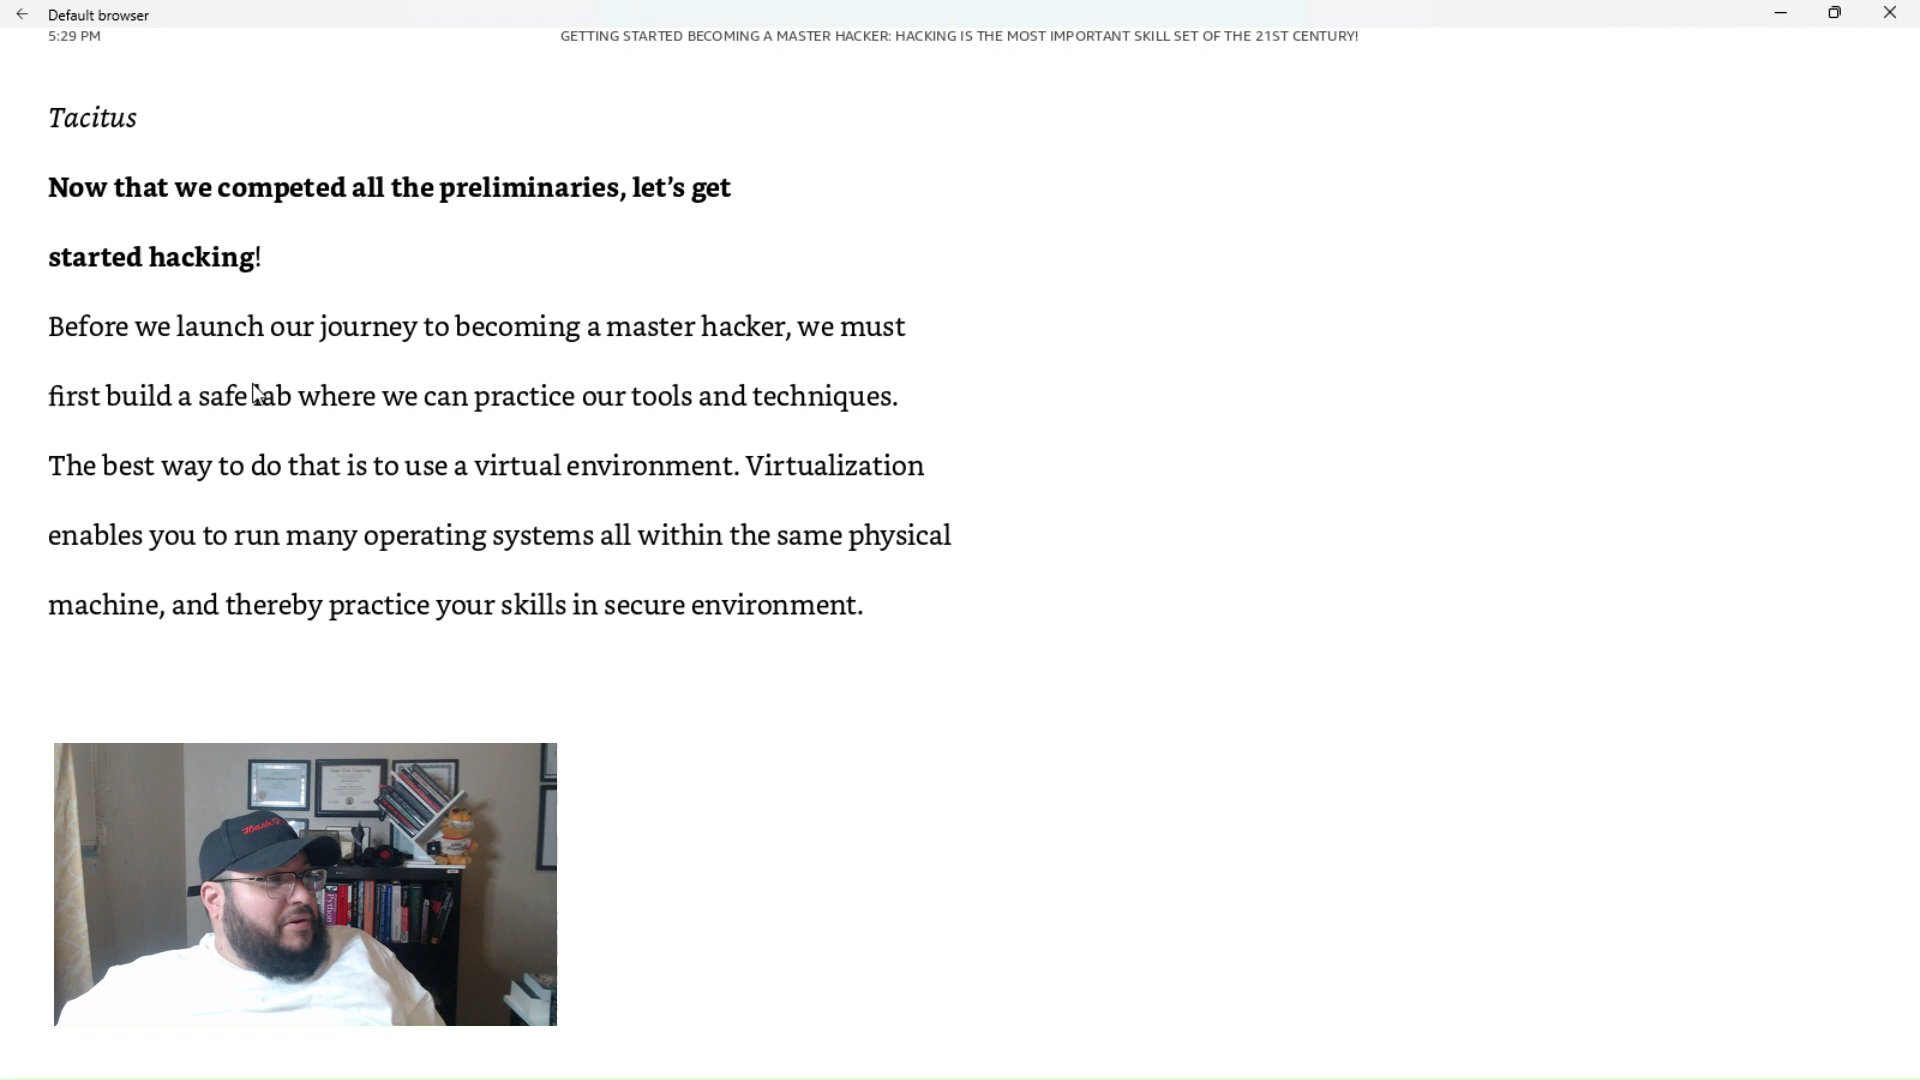 Default browser
5:29 PM
GETTING STARTED BECOMING A MASTER HACKER: HACKING IS THE MOST IMPORTANT SKILL SET OF THE 21ST CENTURY!
Tacitus
Now that we competed all the preliminaries, let’s get
started hacking!
Before we launch our journey to becoming a master hacker, we must
first build a safe lab where we can practice our tools and techniques.
The best way to do that is to use a virtual environment. Virtualization
enables you to run many operating systems all within the same physical
machine, and thereby practice your skills in secure environment.
Python